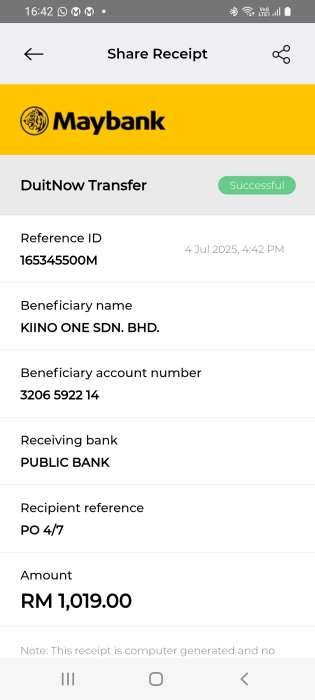 16:42
Share Receipt
Maybank
DuitNow Transfer
Successful
Reference ID
4 Jul 2025, 4:42 PM
165345500M
Beneficiary name
KIINO ONE SDN. BHD.
Beneficiary account number
3206 5922 14
Receiving bank
PUBLIC BANK
Recipient reference
PO 4/7
Amount
RM 1,019.00
Note: This receipt is computer generated and no